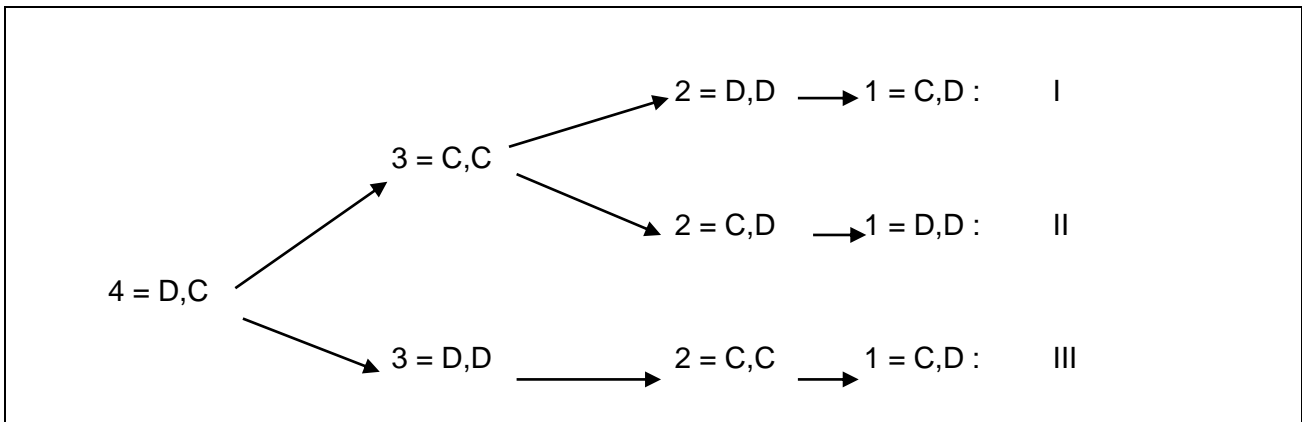 2 = D,D 1 = C,D : I
3 = C,C
2 = C,D 1 = D,D : II
4 = D,C
3 = D,D 2 = C,C 1 = C,D : III